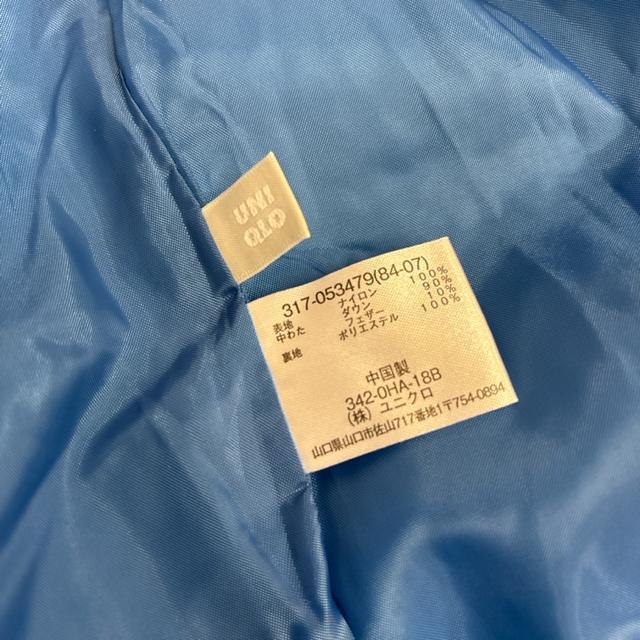 UNI
QLO
317-053479(84-07)
表地 ナイロン 100%
中わた ダウン 90%
フェザー 10%
裏地 ポリエステル 100%
中国製
342-0HA-18B
(株) ユニクロ
山口県山口市佐山717番地1〒754-0894